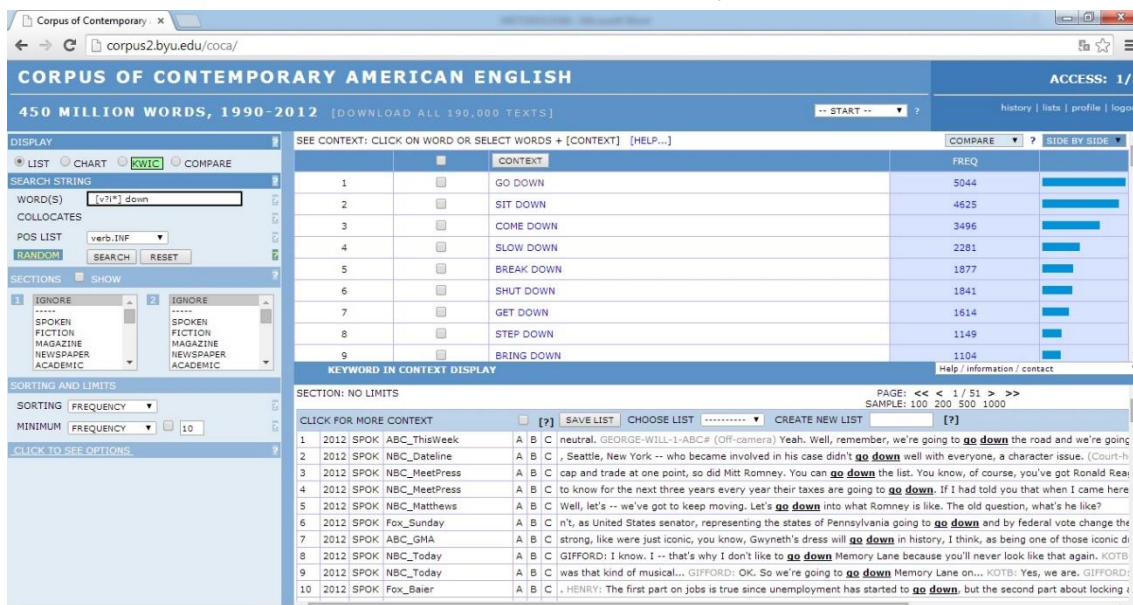 Corpus of Contemporary
corpus2.byu.edu/coca/
CORPUS OF CONTEMPORARY AMERICAN ENGLISH
ACCESS: 1/
450 MILLION WORDS, 1990-2012 [DOWNLOAD ALL 190,000 TEXTS]
-- START -- ?
history | lists | profile | logo
DISPLAY ?
LIST CHART KWIC COMPARE
SEARCH STRING ?
WORD(S) [v?i*] down
COLLOCATES
POS LIST verb.INF
RANDOM SEARCH RESET ?
SECTIONS SHOW ?
1 IGNORE 2 IGNORE
----- -----
SPOKEN SPOKEN
FICTION FICTION
MAGAZINE MAGAZINE
NEWSPAPER NEWSPAPER
ACADEMIC ACADEMIC
SORTING AND LIMITS
SORTING FREQUENCY
MINIMUM FREQUENCY 10
CLICK TO SEE OPTIONS ?
SEE CONTEXT: CLICK ON WORD OR SELECT WORDS + [CONTEXT] [HELP...] COMPARE ? SIDE BY SIDE
CONTEXT FREQ
1 GO DOWN 5044
2 SIT DOWN 4625
3 COME DOWN 3496
4 SLOW DOWN 2281
5 BREAK DOWN 1877
6 SHUT DOWN 1841
7 GET DOWN 1614
8 STEP DOWN 1149
9 BRING DOWN 1104
KEYWORD IN CONTEXT DISPLAY Help / information / contact
SECTION: NO LIMITS PAGE: << < 1 / 51 > >>
SAMPLE: 100 200 500 1000
CLICK FOR MORE CONTEXT [?] SAVE LIST CHOOSE LIST ---------- CREATE NEW LIST [?]
1 2012 SPOK ABC_ThisWeek A B C neutral. GEORGE-WILL-1-ABC# (Off-camera) Yeah. Well, remember, we're going to go down the road and we're going
2 2012 SPOK NBC_Dateline A B C , Seattle, New York -- who became involved in his case didn't go down well with everyone, a character issue. (Court-h
3 2012 SPOK NBC_MeetPress A B C cap and trade at one point, so did Mitt Romney. You can go down the list. You know, of course, you've got Ronald Rea
4 2012 SPOK NBC_MeetPress A B C to know for the next three years every year their taxes are going to go down. If I had told you that when I came here
5 2012 SPOK NBC_Matthews A B C Well, let's -- we've got to keep moving. Let's go down into what Romney is like. The old question, what's he like?
6 2012 SPOK Fox_Sunday A B C n't, as United States senator, representing the states of Pennsylvania going to go down and by federal vote change the
7 2012 SPOK ABC_GMA A B C strong, like were just iconic, you know, Gwyneth's dress will go down in history, I think, as being one of those iconic d
8 2012 SPOK NBC_Today A B C GIFFORD: I know. I -- that's why I don't like to go down Memory Lane because you'll never look like that again. KOTB
9 2012 SPOK NBC_Today A B C was that kind of musical... GIFFORD: OK. So we're going to go down Memory Lane on... KOTB: Yes, we are. GIFFORD:
10 2012 SPOK Fox_Baier A B C . HENRY: The first part on jobs is true since unemployment has started to go down, but the second part about locking